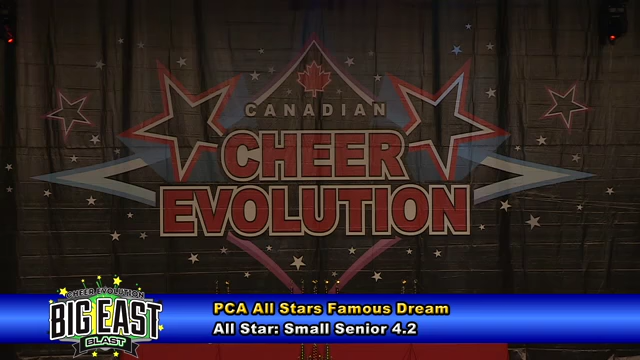 CANADIAN
CHEER
EVOLUTION
CHEER EVOLUTION
BIG EAST
BLAST
PCA All Stars Famous Dream
All Star: Small Senior 4.2